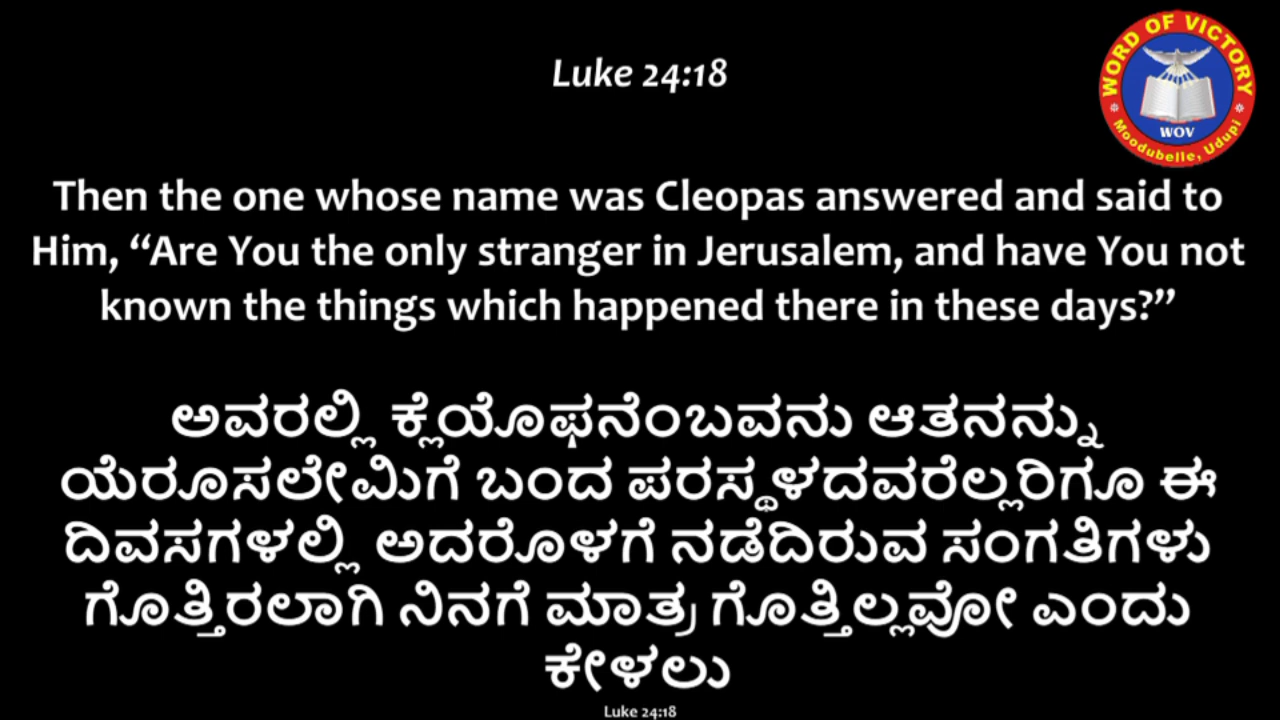 Luke 24:18
WORD OF VICTORY
WOV
Moodubelle, Udupi
Then the one whose name was Cleopas answered and said to
Him, “Are You the only stranger in Jerusalem, and have You not
known the things which happened there in these days?”
ಅವರಲ್ಲಿ ಕ್ಲೆಯೊಫನೆಂಬವನು ಆತನನ್ನು
ಯೆರೂಸಲೇಮಿಗೆ ಬಂದ ಪರಸ್ಥಳದವರೆಲ್ಲರಿಗೂ ಈ
ದಿವಸಗಳಲ್ಲಿ ಅದರೊಳಗೆ ನಡೆದಿರುವ ಸಂಗತಿಗಳು
ಗೊತ್ತಿರಲಾಗಿ ನಿನಗೆ ಮಾತ್ರ ಗೊತ್ತಿಲ್ಲವೋ ಎಂದು
ಕೇಳಲು
Luke 24:18